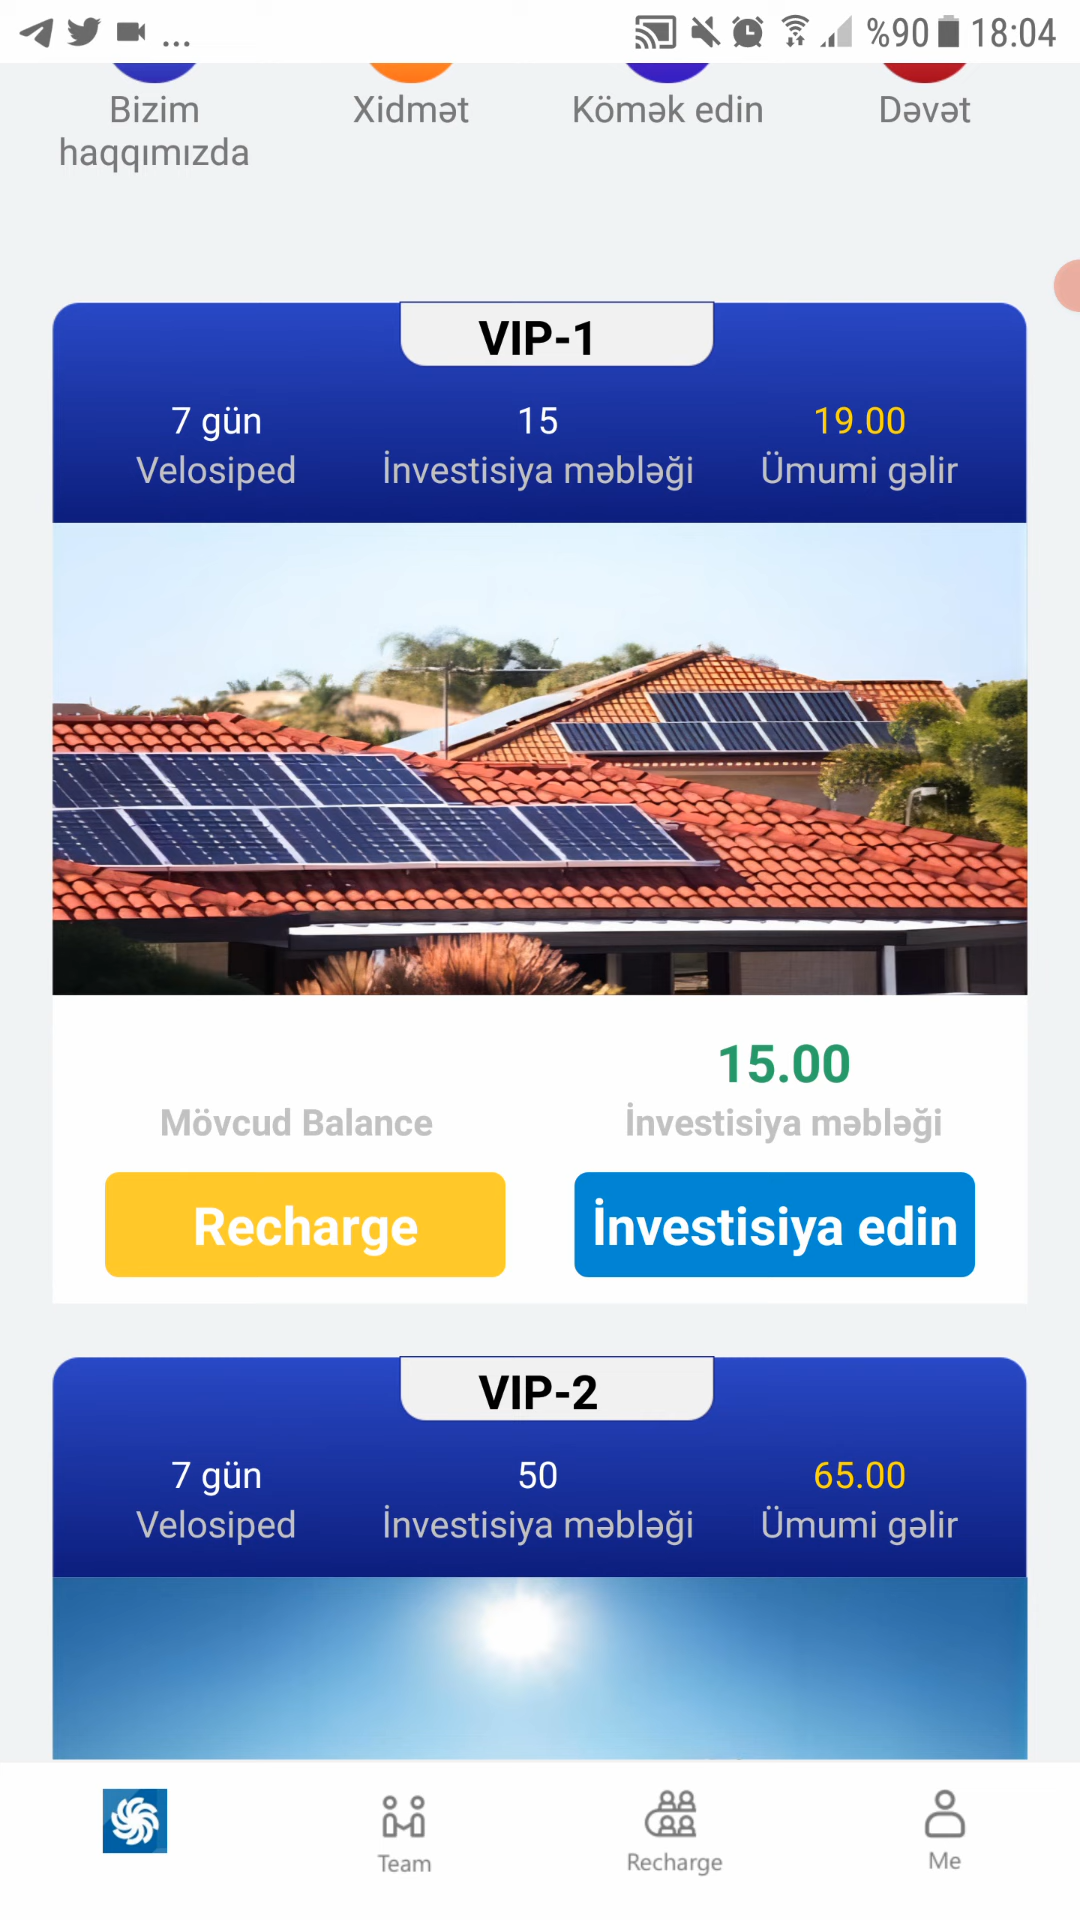 ... %90 18:04
Bizim haqqımızda
Xidmət
Kömək edin
Dəvət
VIP-1
7 gün
Velosiped
15
İnvestisiya məbləği
19.00
Ümumi gəlir
Mövcud Balance
15.00
İnvestisiya məbləği
Recharge
İnvestisiya edin
VIP-2
7 gün
Velosiped
50
İnvestisiya məbləği
65.00
Ümumi gəlir
Team
Recharge
Me